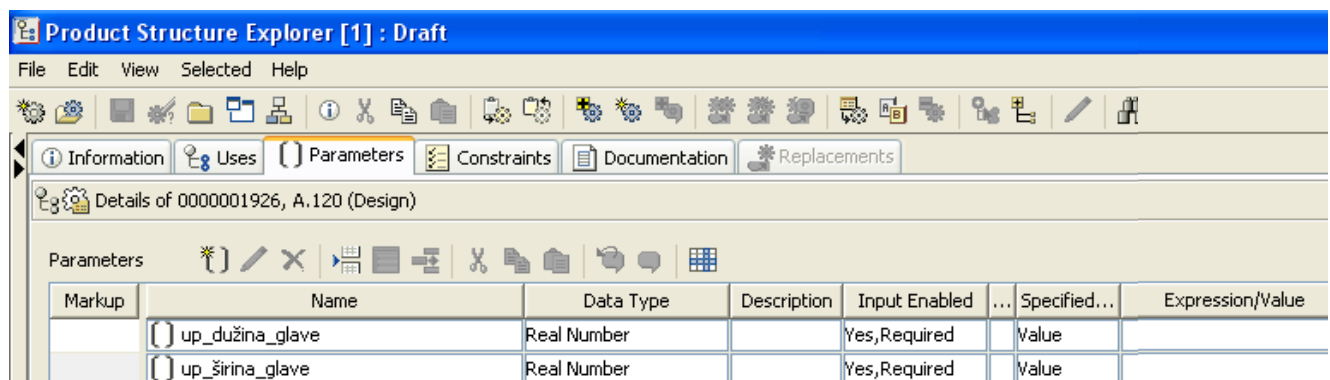 Product Structure Explorer [1] : Draft
File Edit View Selected Help
Information Uses Parameters Constraints Documentation Replacements
Details of 0000001926, A.120 (Design)
Parameters
Markup Name Data Type Description Input Enabled ... Specified... Expression/Value
up_dužina_glave Real Number Yes,Required Value
up_širina_glave Real Number Yes,Required Value